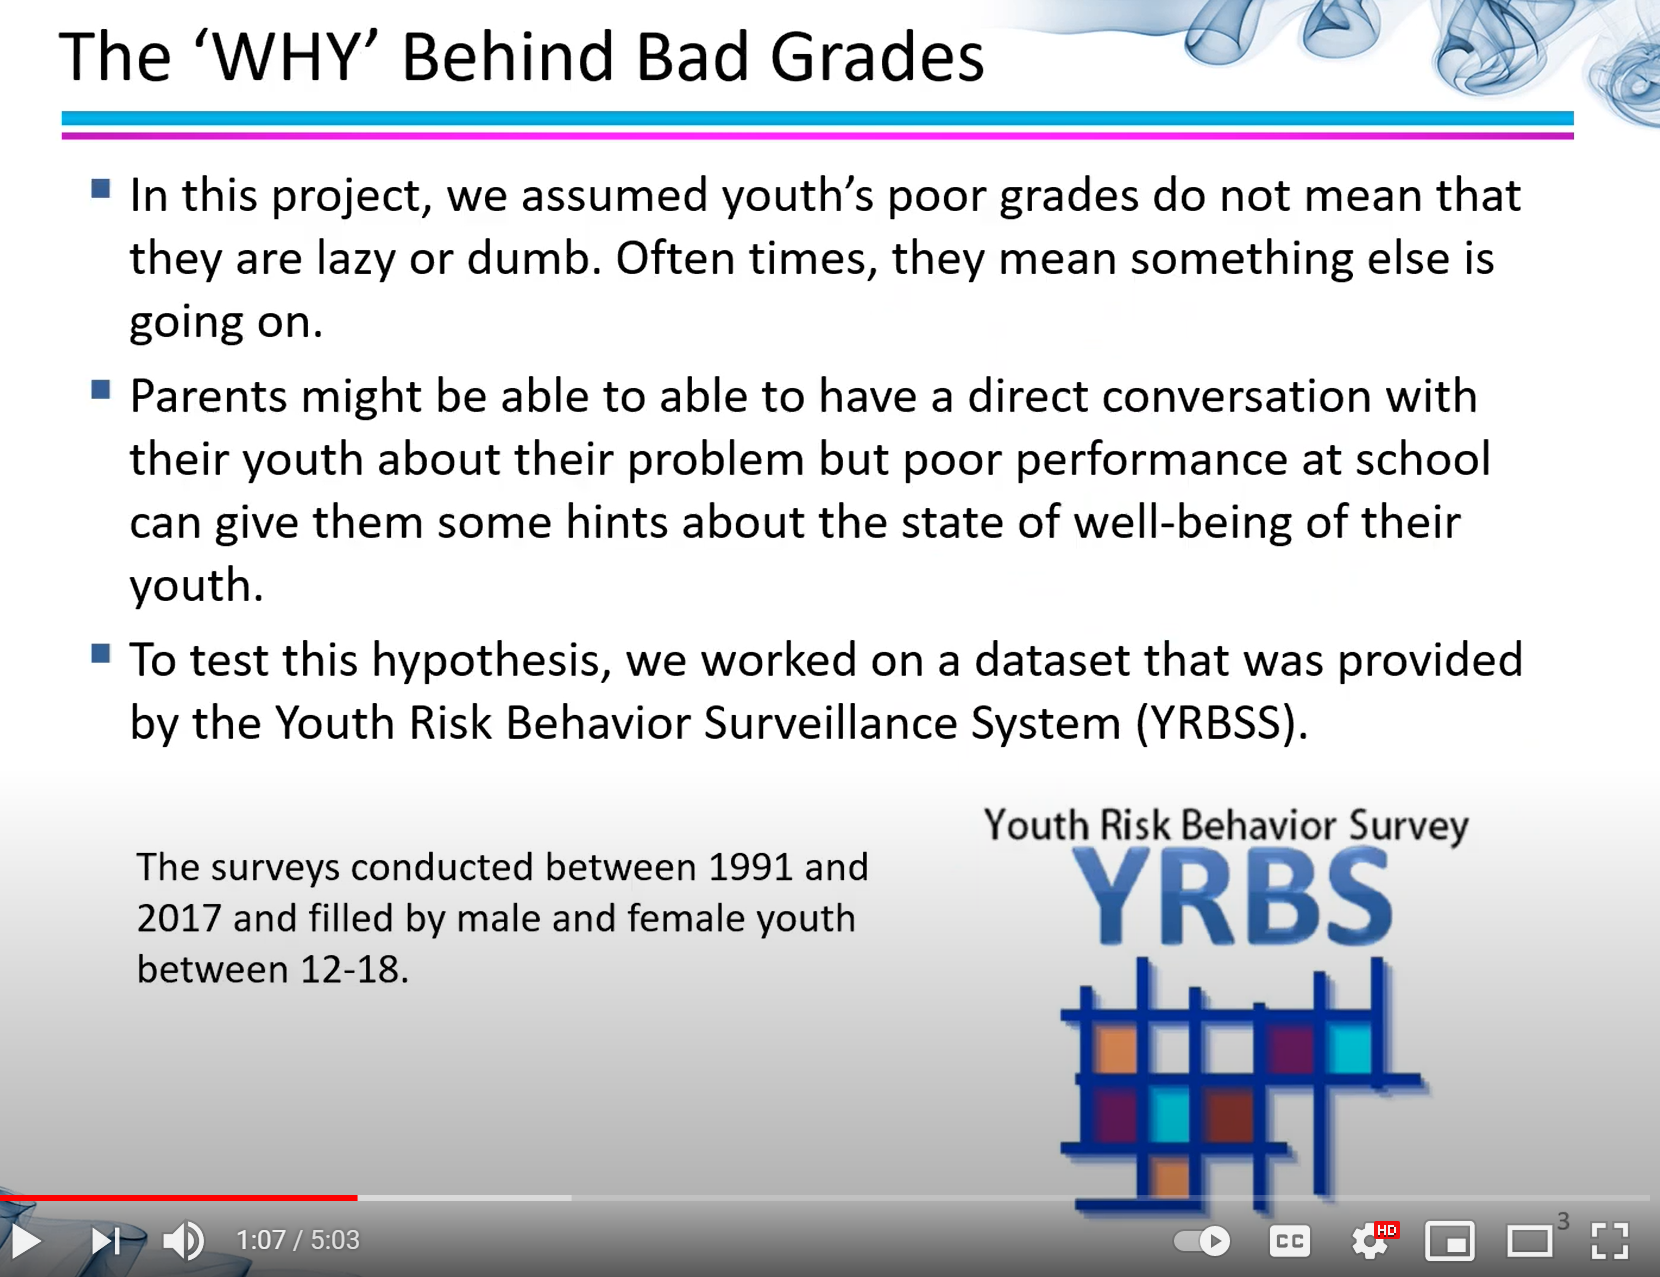 The ‘WHY’ Behind Bad Grades
In this project, we assumed youth’s poor grades do not mean that
they are lazy or dumb. Often times, they mean something else is
going on.
Parents might be able to able to have a direct conversation with
their youth about their problem but poor performance at school
can give them some hints about the state of well-being of their
youth.
To test this hypothesis, we worked on a dataset that was provided
by the Youth Risk Behavior Surveillance System (YRBSS).
The surveys conducted between 1991 and
2017 and filled by male and female youth
between 12-18.
Youth Risk Behavior Survey
YRBS
3
1:07 / 5:03
CC
HD